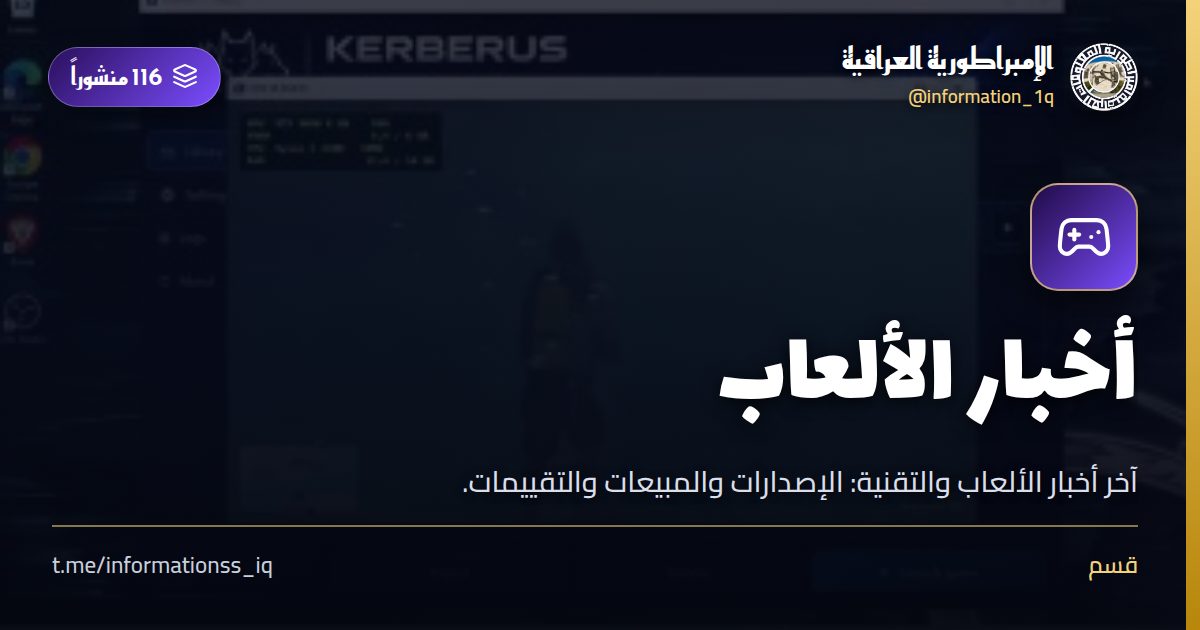 الإمبراطورية العراقية
@information_1q
116 منشوراً
KERBERUS
أخبار الألعاب
آخر أخبار الألعاب والتقنية: الإصدارات والمبيعات والتقييمات.
قسم
t.me/informationss_iq